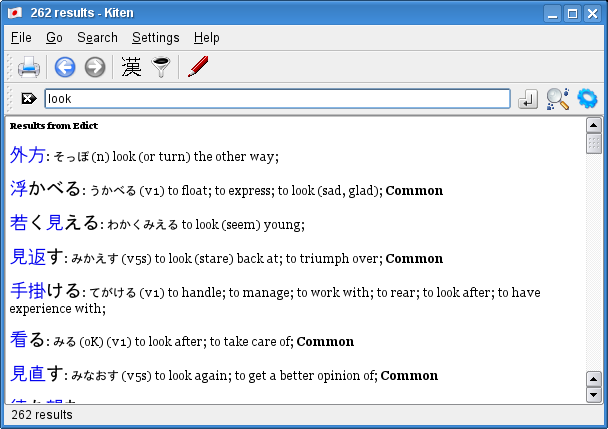 262 results - Kiten
File Go Search Settings Help
漢
look
Results from Edict
外方: そっぽ (n) look (or turn) the other way;
浮かべる: うかべる (v1) to float; to express; to look (sad, glad); Common
若く見える: わかくみえる to look (seem) young;
見返す: みかえす (v5s) to look (stare) back at; to triumph over; Common
手掛ける: てがける (v1) to handle; to manage; to work with; to rear; to look after; to have
experience with;
看る: みる (oK) (v1) to look after; to take care of; Common
見直す: みなおす (v5s) to look again; to get a better opinion of; Common
262 results